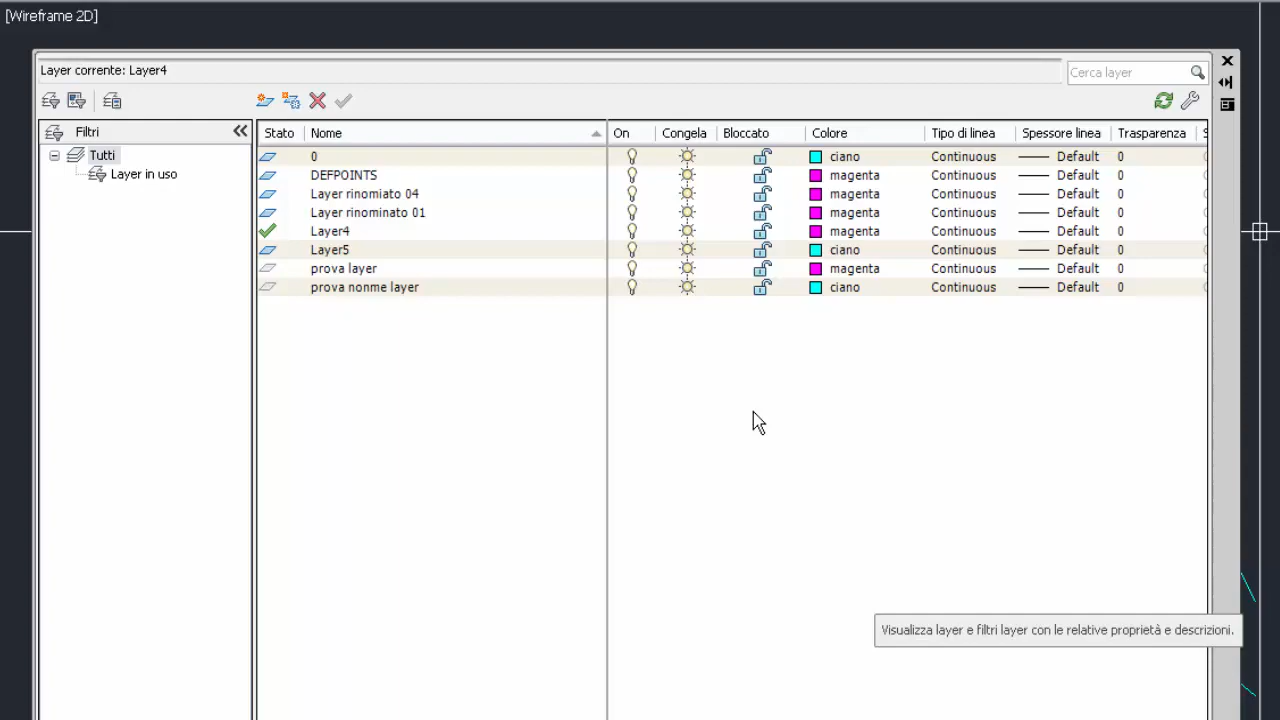 [Wireframe 2D]
Layer corrente: Layer4
Cerca layer
Filtri
Tutti
Layer in uso
Stato Nome On Congela Bloccato Colore Tipo di linea Spessore linea Trasparenza
0 ciano Continuous Default 0
DEFPOINTS magenta Continuous Default 0
Layer rinomiato 04 magenta Continuous Default 0
Layer rinominato 01 magenta Continuous Default 0
Layer4 magenta Continuous Default 0
Layer5 ciano Continuous Default 0
prova layer magenta Continuous Default 0
prova nonme layer ciano Continuous Default 0
Visualizza layer e filtri layer con le relative proprietà e descrizioni.